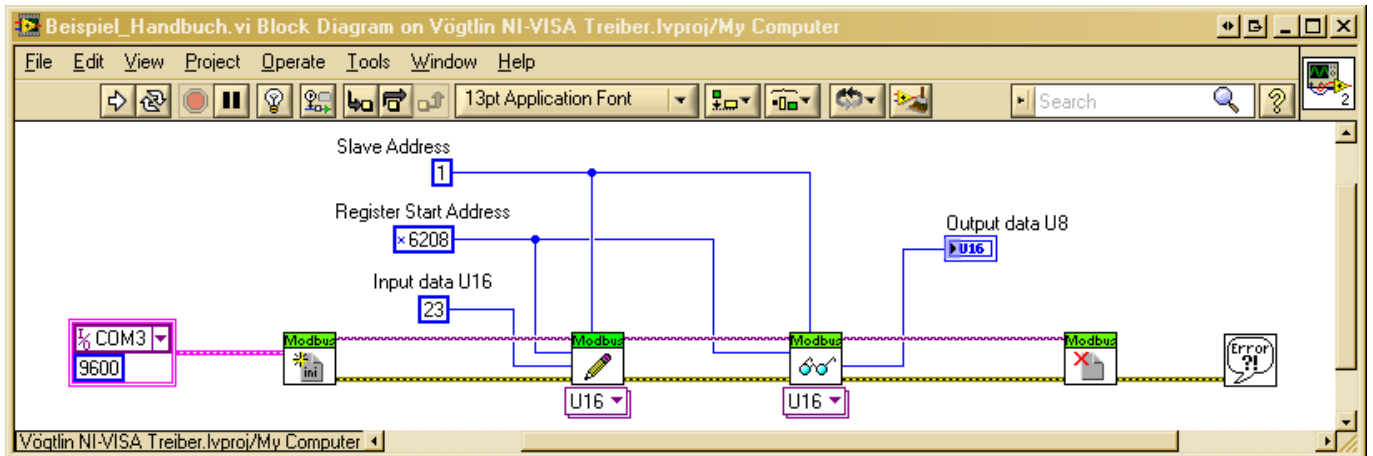 Beispiel_Handbuch.vi Block Diagram on Vögtlin NI-VISA Treiber.lvproj/My Computer
File Edit View Project Operate Tools Window Help
13pt Application Font
Search
2
Slave Address
1
Register Start Address
×6208
Output data U8
U16
Input data U16
23
I/O COM3
9600
Modbus
ini
Modbus
Modbus
Modbus
Error
?!
U16
U16
Vögtlin NI-VISA Treiber.lvproj/My Computer